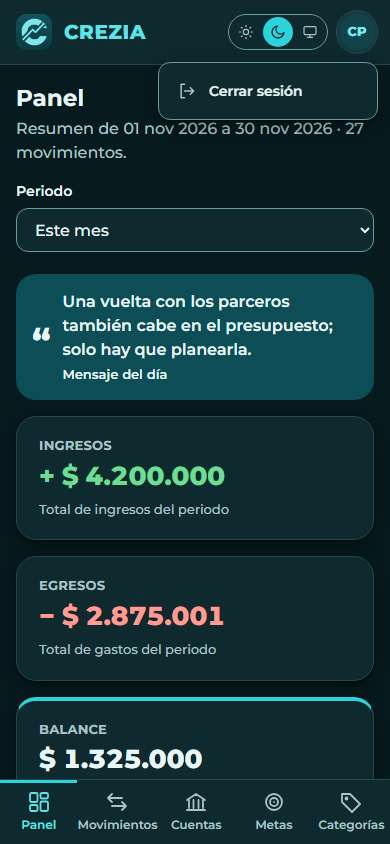 CREZIA
CP
Cerrar sesión
Panel
Resumen de 01 nov 2026 a 30 nov 2026 · 27
movimientos.
Periodo
Este mes
“
Una vuelta con los parceros
también cabe en el presupuesto;
solo hay que planearla.
Mensaje del día
INGRESOS
+ $ 4.200.000
Total de ingresos del periodo
EGRESOS
− $ 2.875.001
Total de gastos del periodo
BALANCE
$ 1.325.000
Panel
Movimientos
Cuentas
Metas
Categorías